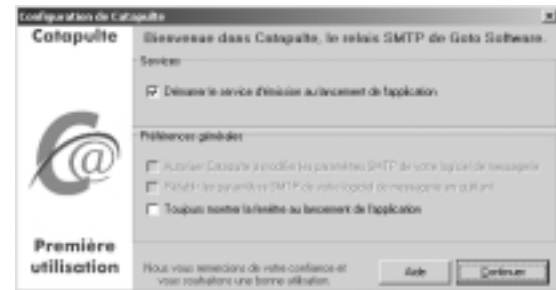 Configuration de Catapulte
Catapulte
Bienvenue dans Catapulte, le relais SMTP de Goto Software.
Services
Démarrer le service d'émission au lancement de l'application
Préférences générales
Autoriser Catapulte à modifier les paramètres SMTP de votre logiciel de messagerie
Rétablir les paramètres SMTP de votre logiciel de messagerie en quittant
Toujours montrer la fenêtre au lancement de l'application
Première
utilisation
Nous vous remercions de votre confiance et
vous souhaitons une bonne utilisation.
Aide
Continuer